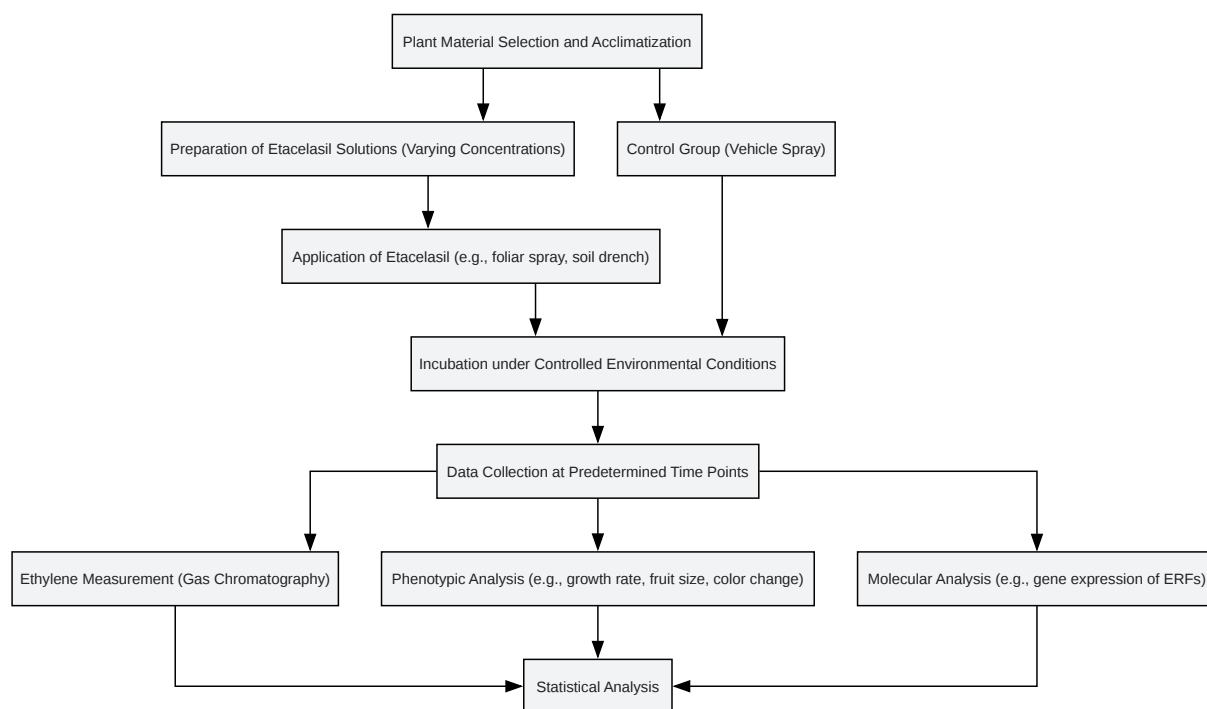 Plant Material Selection and Acclimatization
Preparation of Etacelasil Solutions (Varying Concentrations)
Control Group (Vehicle Spray)
Application of Etacelasil (e.g., foliar spray, soil drench)
Incubation under Controlled Environmental Conditions
Data Collection at Predetermined Time Points
Ethylene Measurement (Gas Chromatography)
Phenotypic Analysis (e.g., growth rate, fruit size, color change)
Molecular Analysis (e.g., gene expression of ERFs)
Statistical Analysis